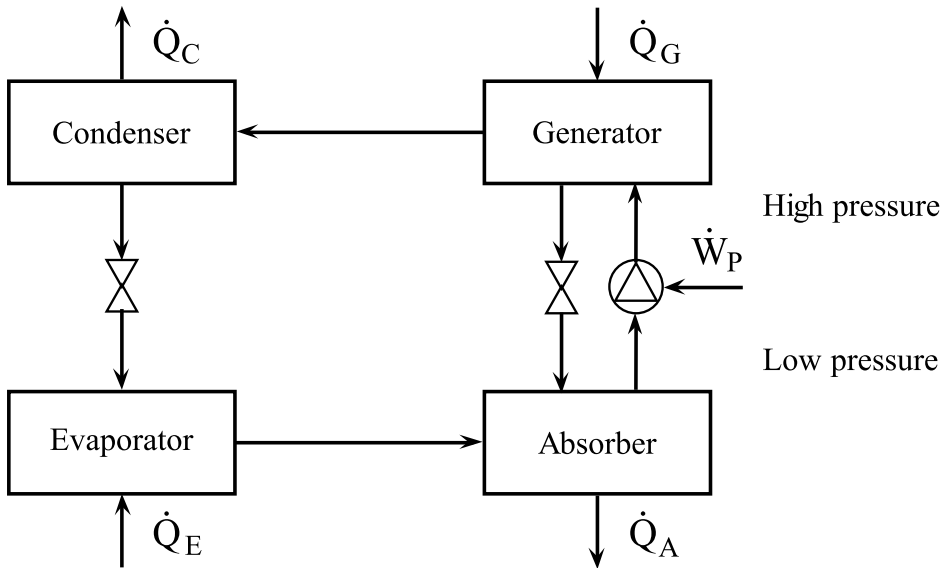 Q̇C
Q̇G
Condenser
Generator
High pressure
ẆP
Low pressure
Evaporator
Absorber
Q̇E
Q̇A